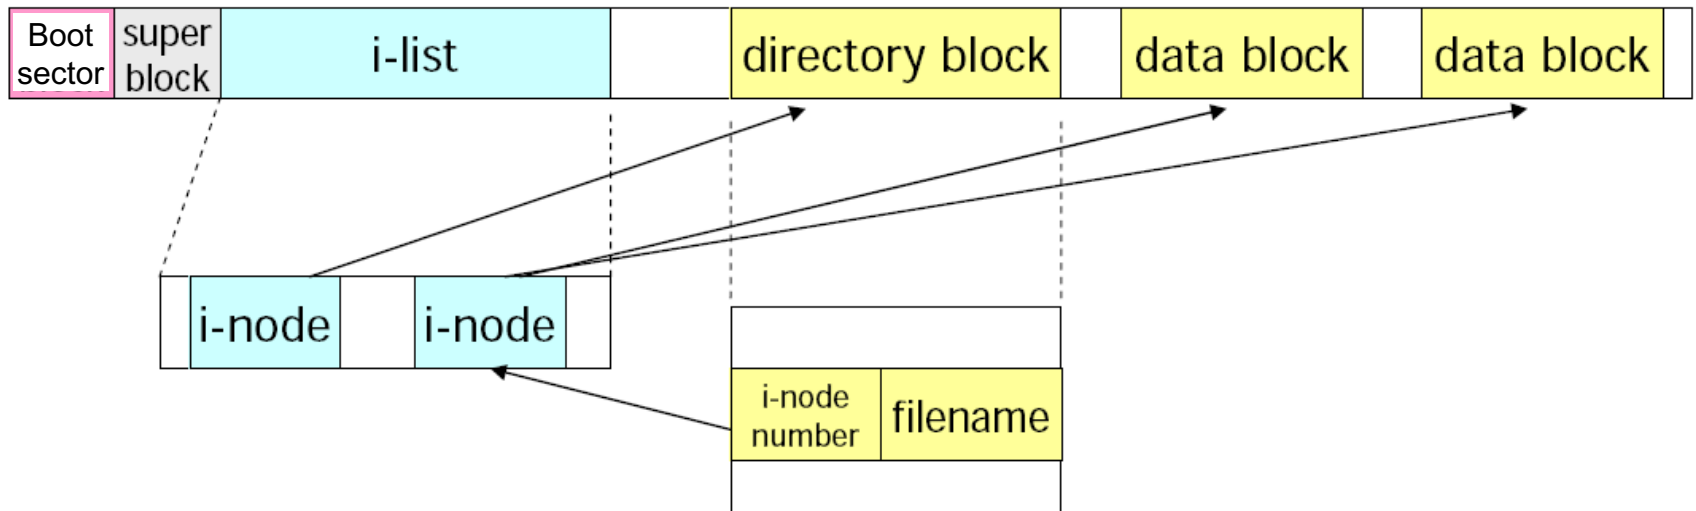 Boot
sector
super
block
i-list
directory block
data block
data block
i-node
i-node
i-node
number
filename